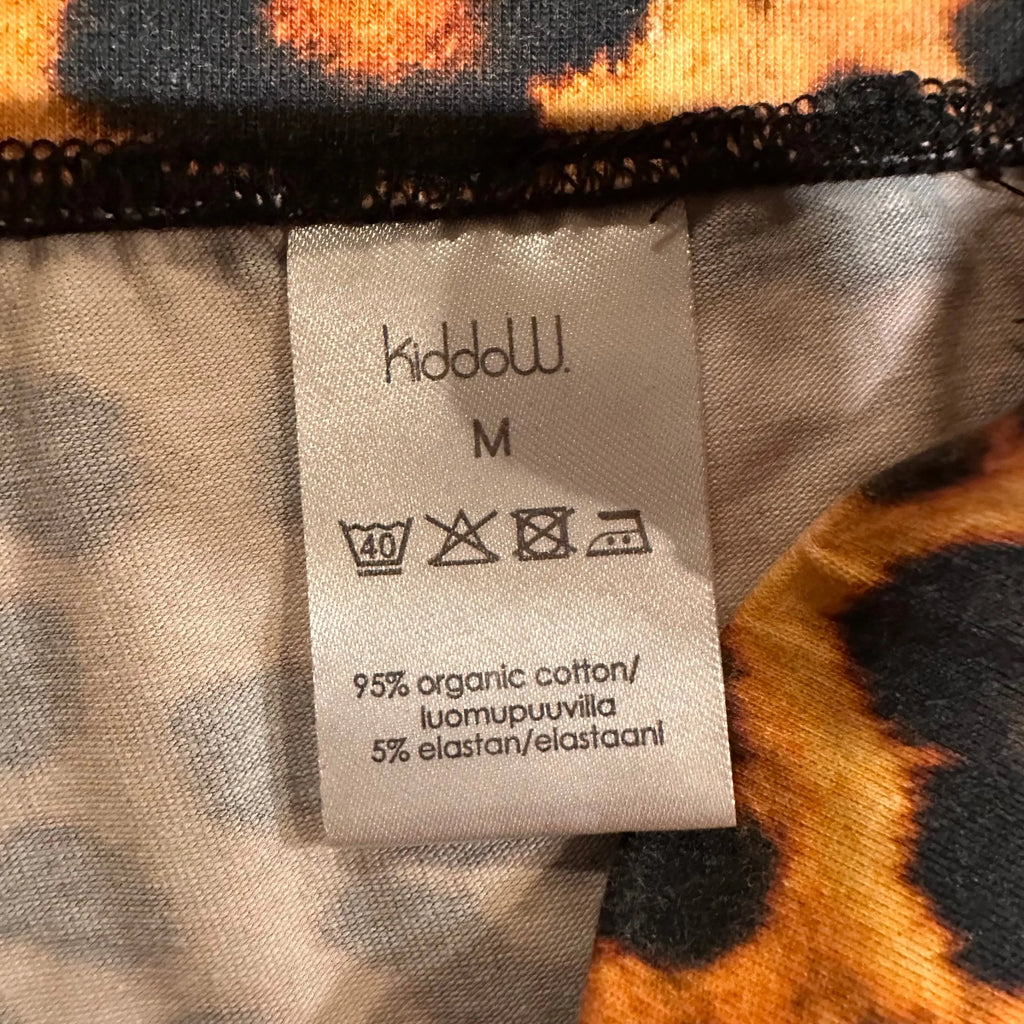 kiddoW.
M
40
95% organic cotton/
luomupuuvilla
5% elastan/elastaani